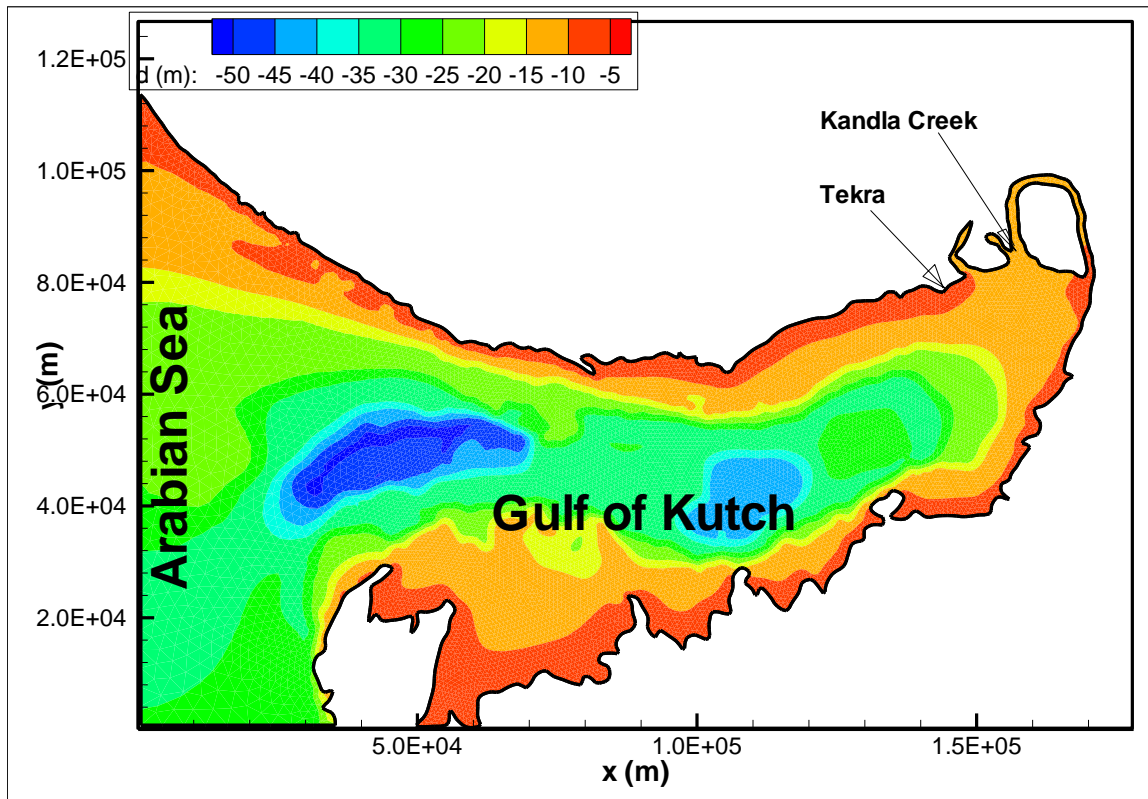 d (m): -50 -45 -40 -35 -30 -25 -20 -15 -10 -5
1.2E+05
1.0E+05
8.0E+04
6.0E+04
4.0E+04
2.0E+04
y (m)
Kandla Creek
Tekra
Arabian Sea
Gulf of Kutch
5.0E+04 1.0E+05 1.5E+05
x (m)